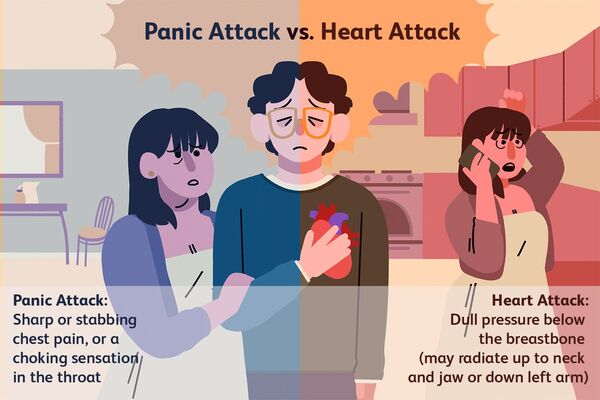 Panic Attack vs. Heart Attack
Panic Attack:
Sharp or stabbing
chest pain, or a
choking sensation
in the throat
Heart Attack:
Dull pressure below
the breastbone
(may radiate up to neck
and jaw or down left arm)